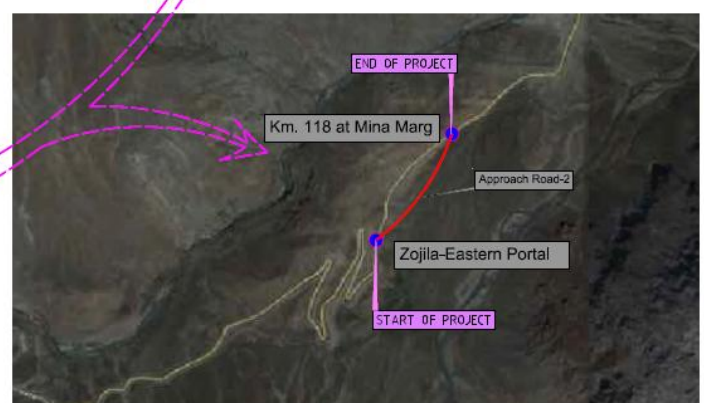 END OF PROJECT
Km. 118 at Mina Marg
Approach Road-2
Zojila-Eastern Portal
START OF PROJECT